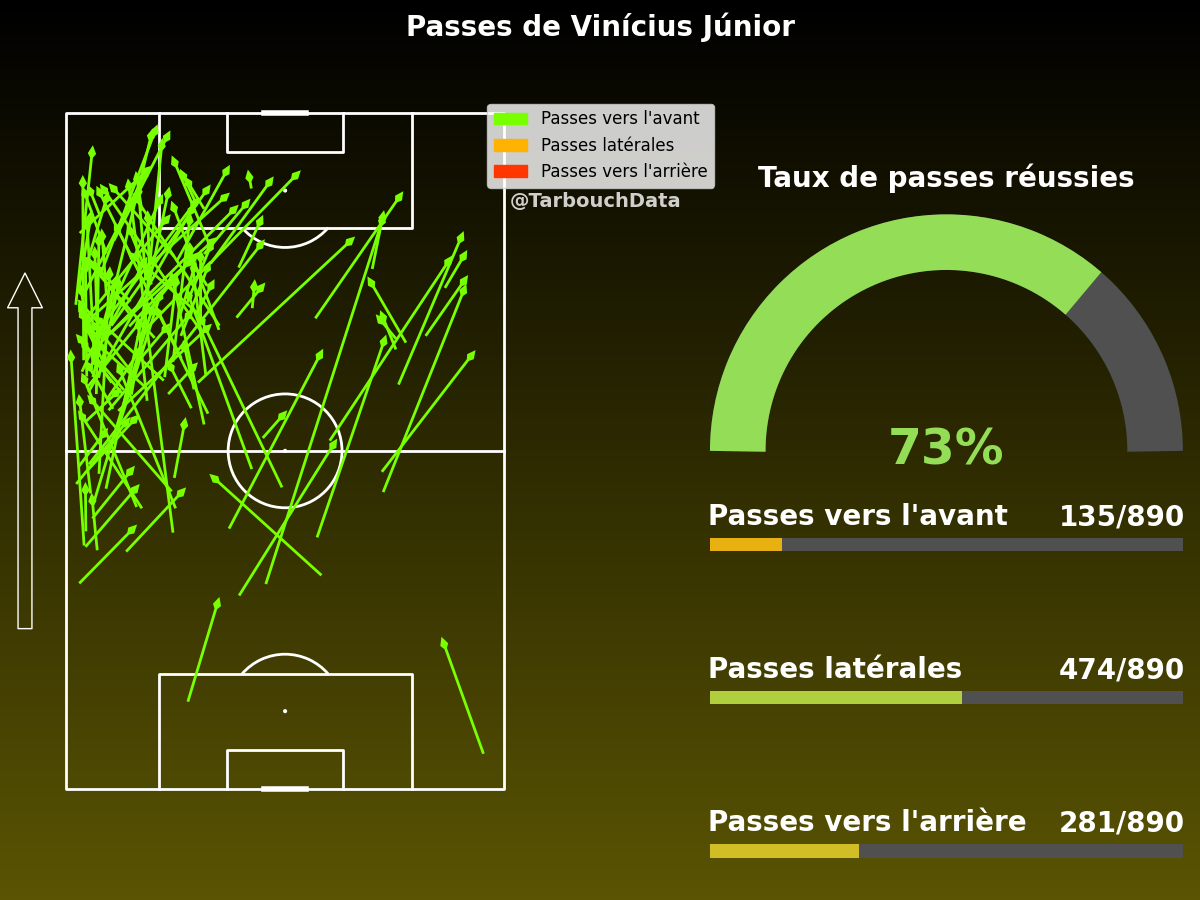 Passes de Vinícius Júnior
Passes vers l'avant
Passes latérales
Passes vers l'arrière
@TarbouchData
Taux de passes réussies
73%
Passes vers l'avant 135/890
Passes latérales 474/890
Passes vers l'arrière 281/890